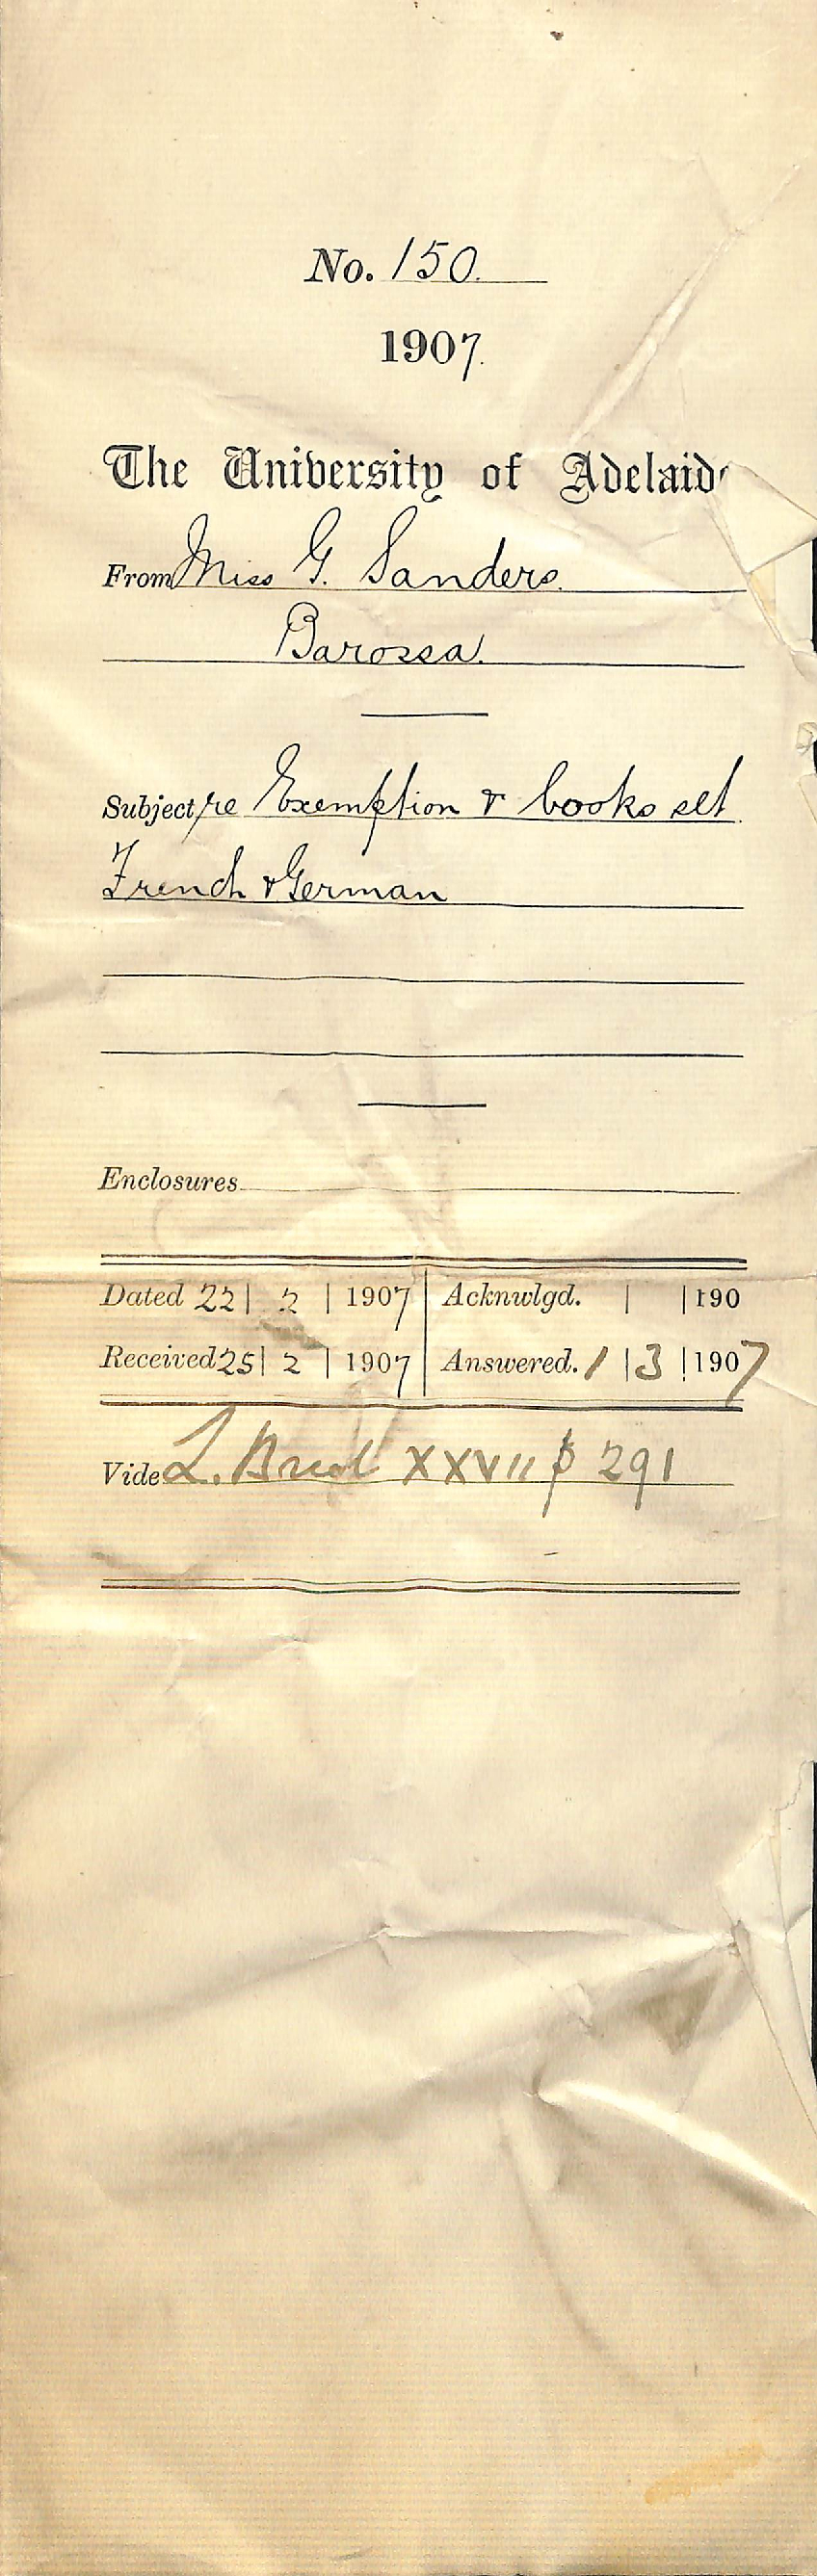 No. 150.
1907.
The University of Adelaid
From Miss G. Sanders.
Barossa.
Subject, re Exemption & books set.
French & German
Enclosures
Dated 22 | 2 | 1907 | Acknwlgd. | | 190
Received 25 | 2 | 1907 | Answered. 1 | 3 | 1907
Vide L. XXVII p 291